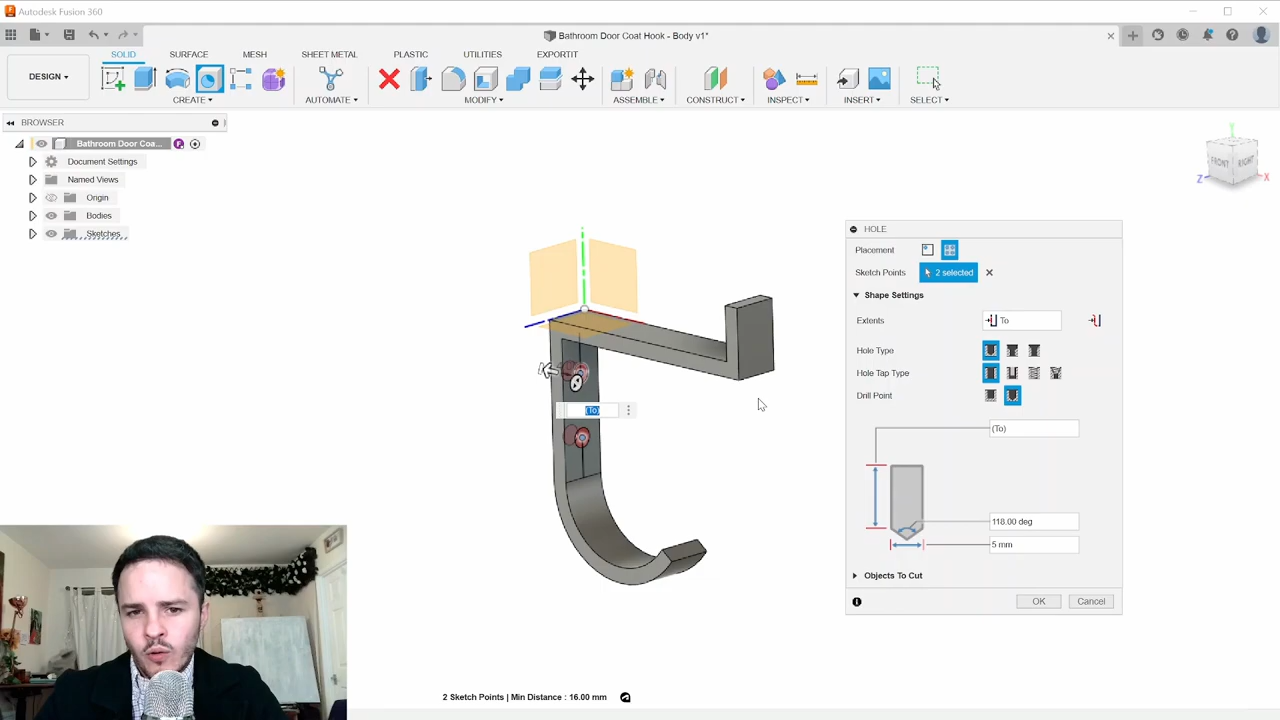 Autodesk Fusion 360
Bathroom Door Coat Hook - Body v1*
DESIGN
SOLID
SURFACE
MESH
SHEET METAL
PLASTIC
UTILITIES
EXPORTIT
CREATE
AUTOMATE
MODIFY
ASSEMBLE
CONSTRUCT
INSPECT
INSERT
SELECT
BROWSER
Bathroom Door Coa...
Document Settings
Named Views
Origin
Bodies
Sketches
FRONT
RIGHT
Z
X
(To)
HOLE
Placement
Sketch Points
2 selected
Shape Settings
Extents
To
Hole Type
Hole Tap Type
Drill Point
(To)
118.00 deg
5 mm
Objects To Cut
OK
Cancel
2 Sketch Points | Min Distance : 16.00 mm